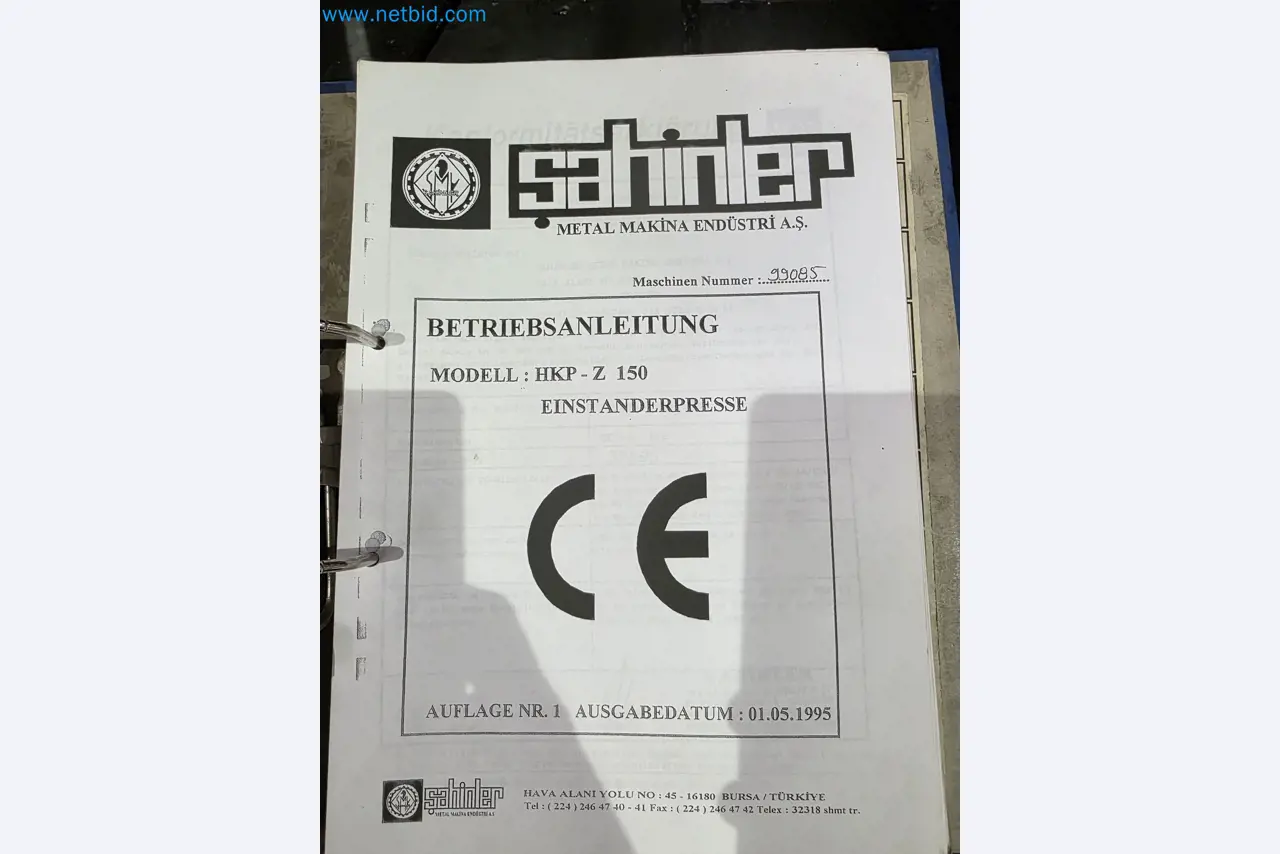 www.netbid.com
şahinler
METAL MAKİNA ENDÜSTRİ A.Ş.
Maschinen Nummer : 99085
BETRIEBSANLEITUNG
MODELL : HKP - Z 150
EINSTANDERPRESSE
CE
AUFLAGE NR. 1 AUSGABEDATUM : 01.05.1995
şahinler
METAL MAKİNA ENDÜSTRİ A.Ş.
HAVA ALANI YOLU NO : 45 - 16180 BURSA / TÜRKİYE
Tel : ( 224 ) 246 47 40 - 41 Fax : ( 224 ) 246 47 42 Telex : 32318 shmt tr.